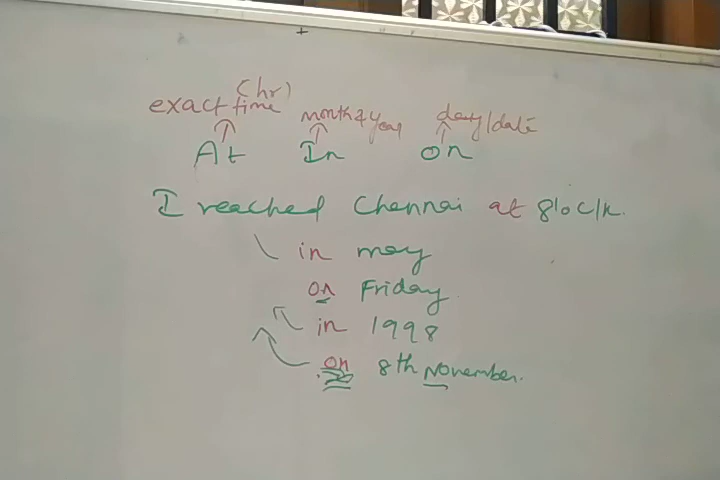 (hr)
exact time month & year day/date
At In on
I reached Chennai at 8'o c/k.
in may
on Friday.
in 1998
on 8th November.